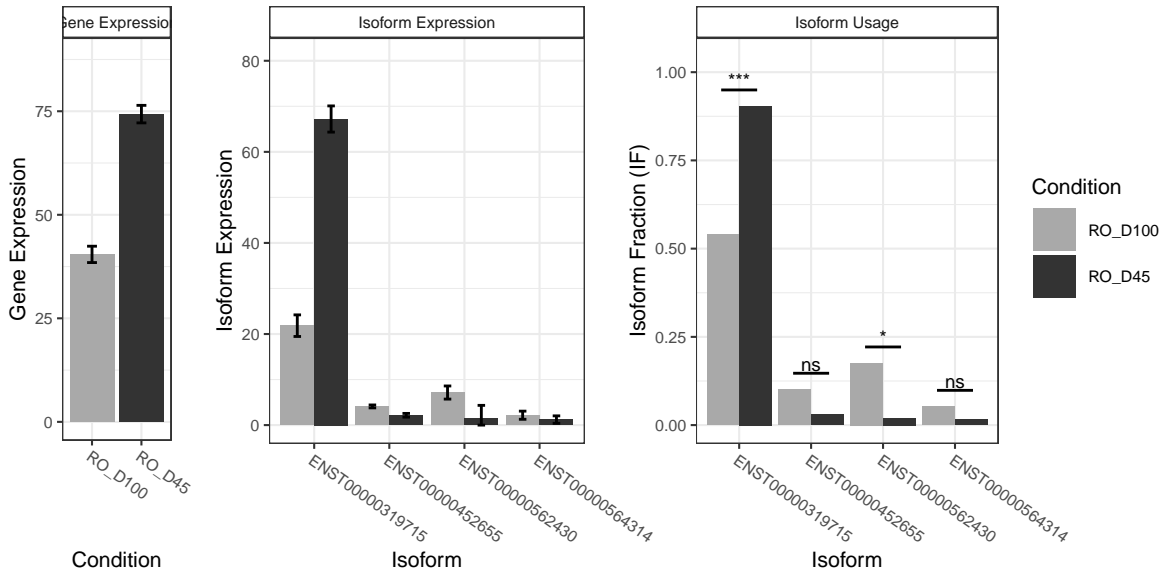 Gene Expression
Isoform Expression
Isoform Usage
Gene Expression
75
50
25
0
RO_D100
RO_D45
Condition
Isoform Expression
80
60
40
20
0
ENST00000319715
ENST00000452655
ENST00000562430
ENST00000564314
Isoform
Isoform Fraction (IF)
1.00
0.75
0.50
0.25
0.00
***
ns
*
ns
ENST00000319715
ENST00000452655
ENST00000562430
ENST00000564314
Isoform
Condition
RO_D100
RO_D45